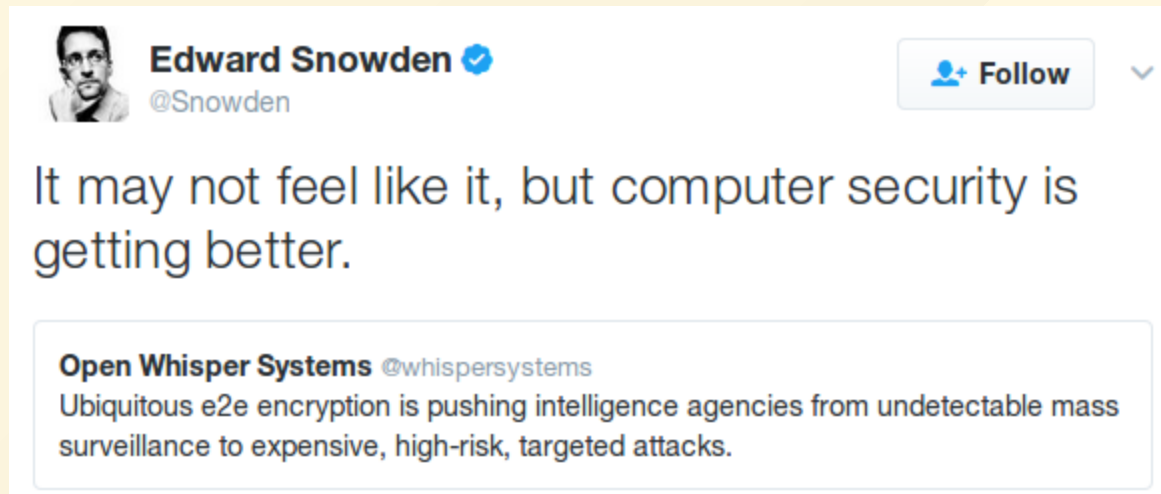 Edward Snowden
@Snowden
Follow
It may not feel like it, but computer security is
getting better.
Open Whisper Systems @whispersystems
Ubiquitous e2e encryption is pushing intelligence agencies from undetectable mass
surveillance to expensive, high-risk, targeted attacks.